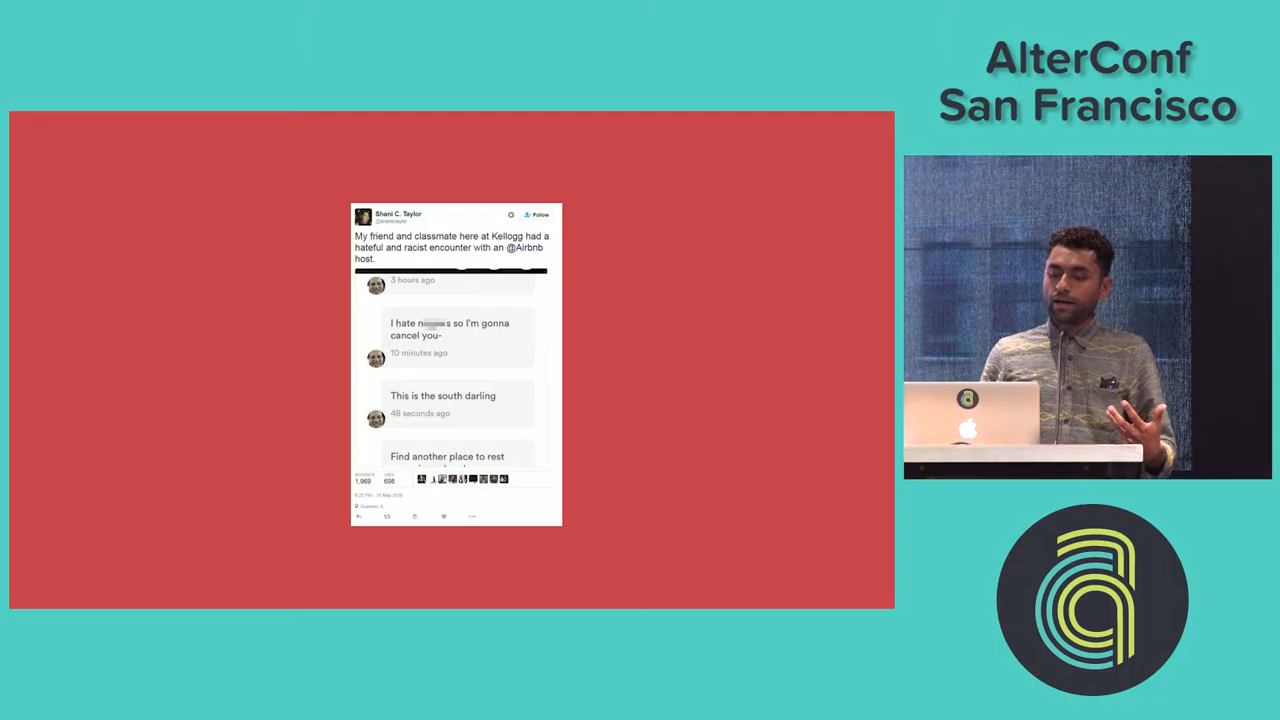 AlterConf
San Francisco
Shani C. Taylor
Follow
My friend and classmate here at Kellogg had a
hateful and racist encounter with an @Airbnb
host.
3 hours ago
I hate n s so I'm gonna
cancel you-
10 minutes ago
This is the south darling
48 seconds ago
Find another place to rest
RETWEETS
LIKES
1,969
698